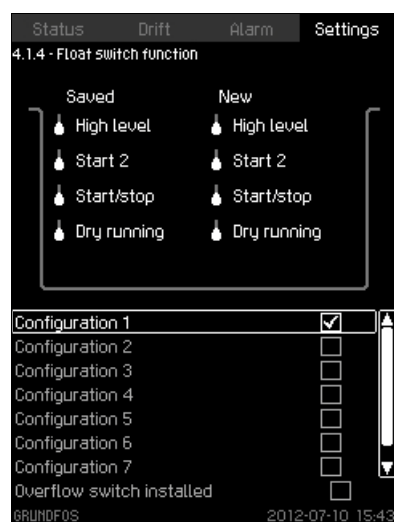 Status Drift Alarm Settings
4.1.4 - Float switch function
Saved New
High level High level
Start 2 Start 2
Start/stop Start/stop
Dry running Dry running
Configuration 1
Configuration 2
Configuration 3
Configuration 4
Configuration 5
Configuration 6
Configuration 7
Overflow switch installed
GRUNDFOS 2012-07-10 15:43